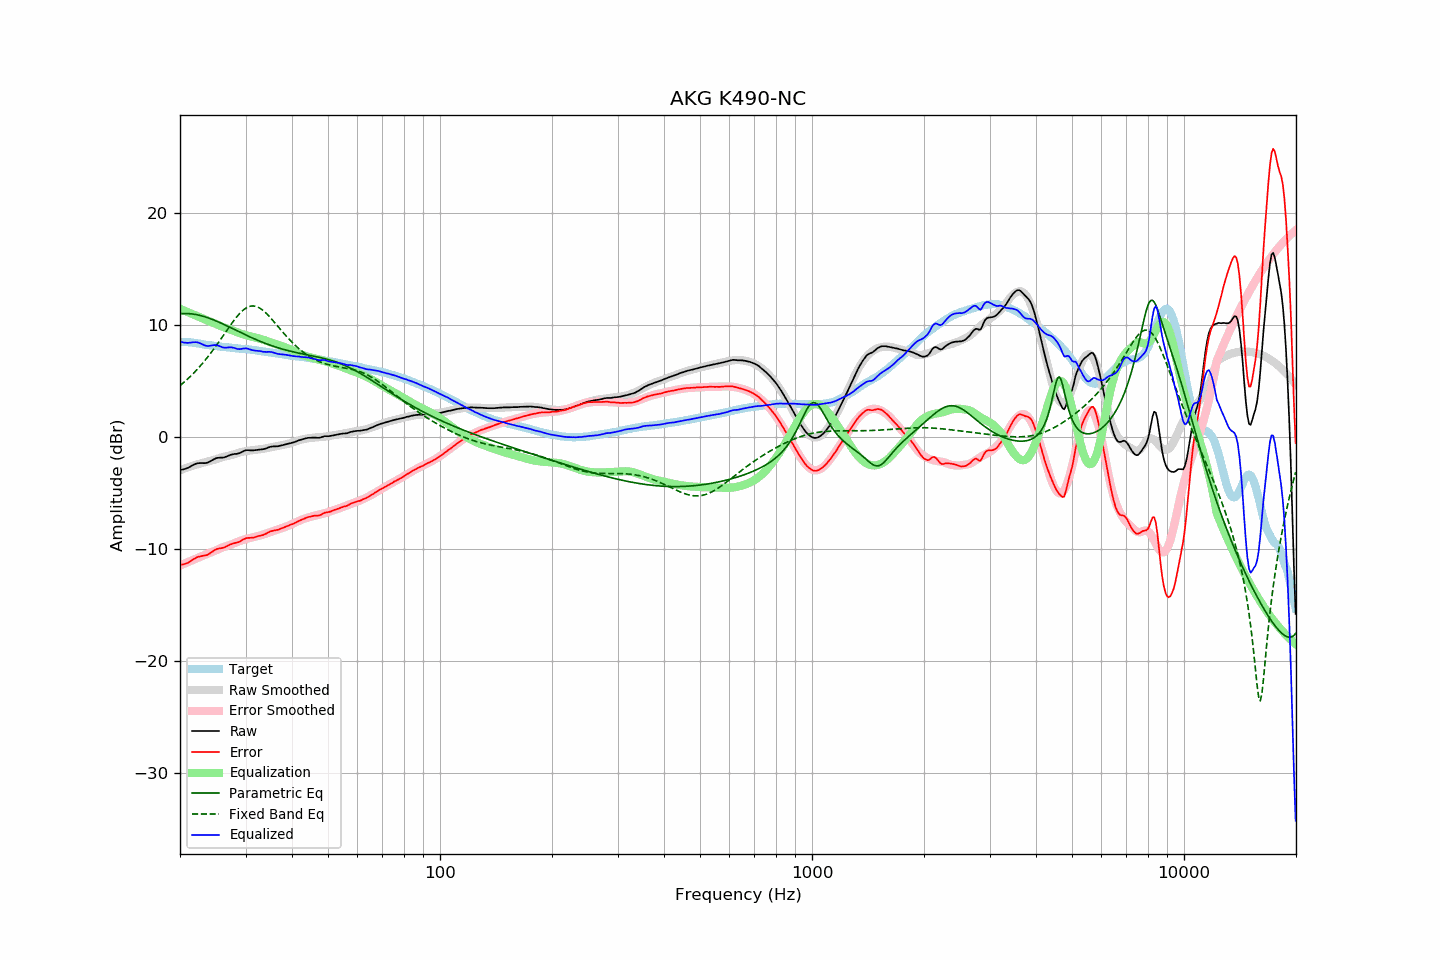 AKG K490-NC
Amplitude (dBr)
20
10
0
−10
−20
−30
Target
Raw Smoothed
Error Smoothed
Raw
Error
Equalization
Parametric Eq
Fixed Band Eq
Equalized
100
1000
10000
Frequency (Hz)